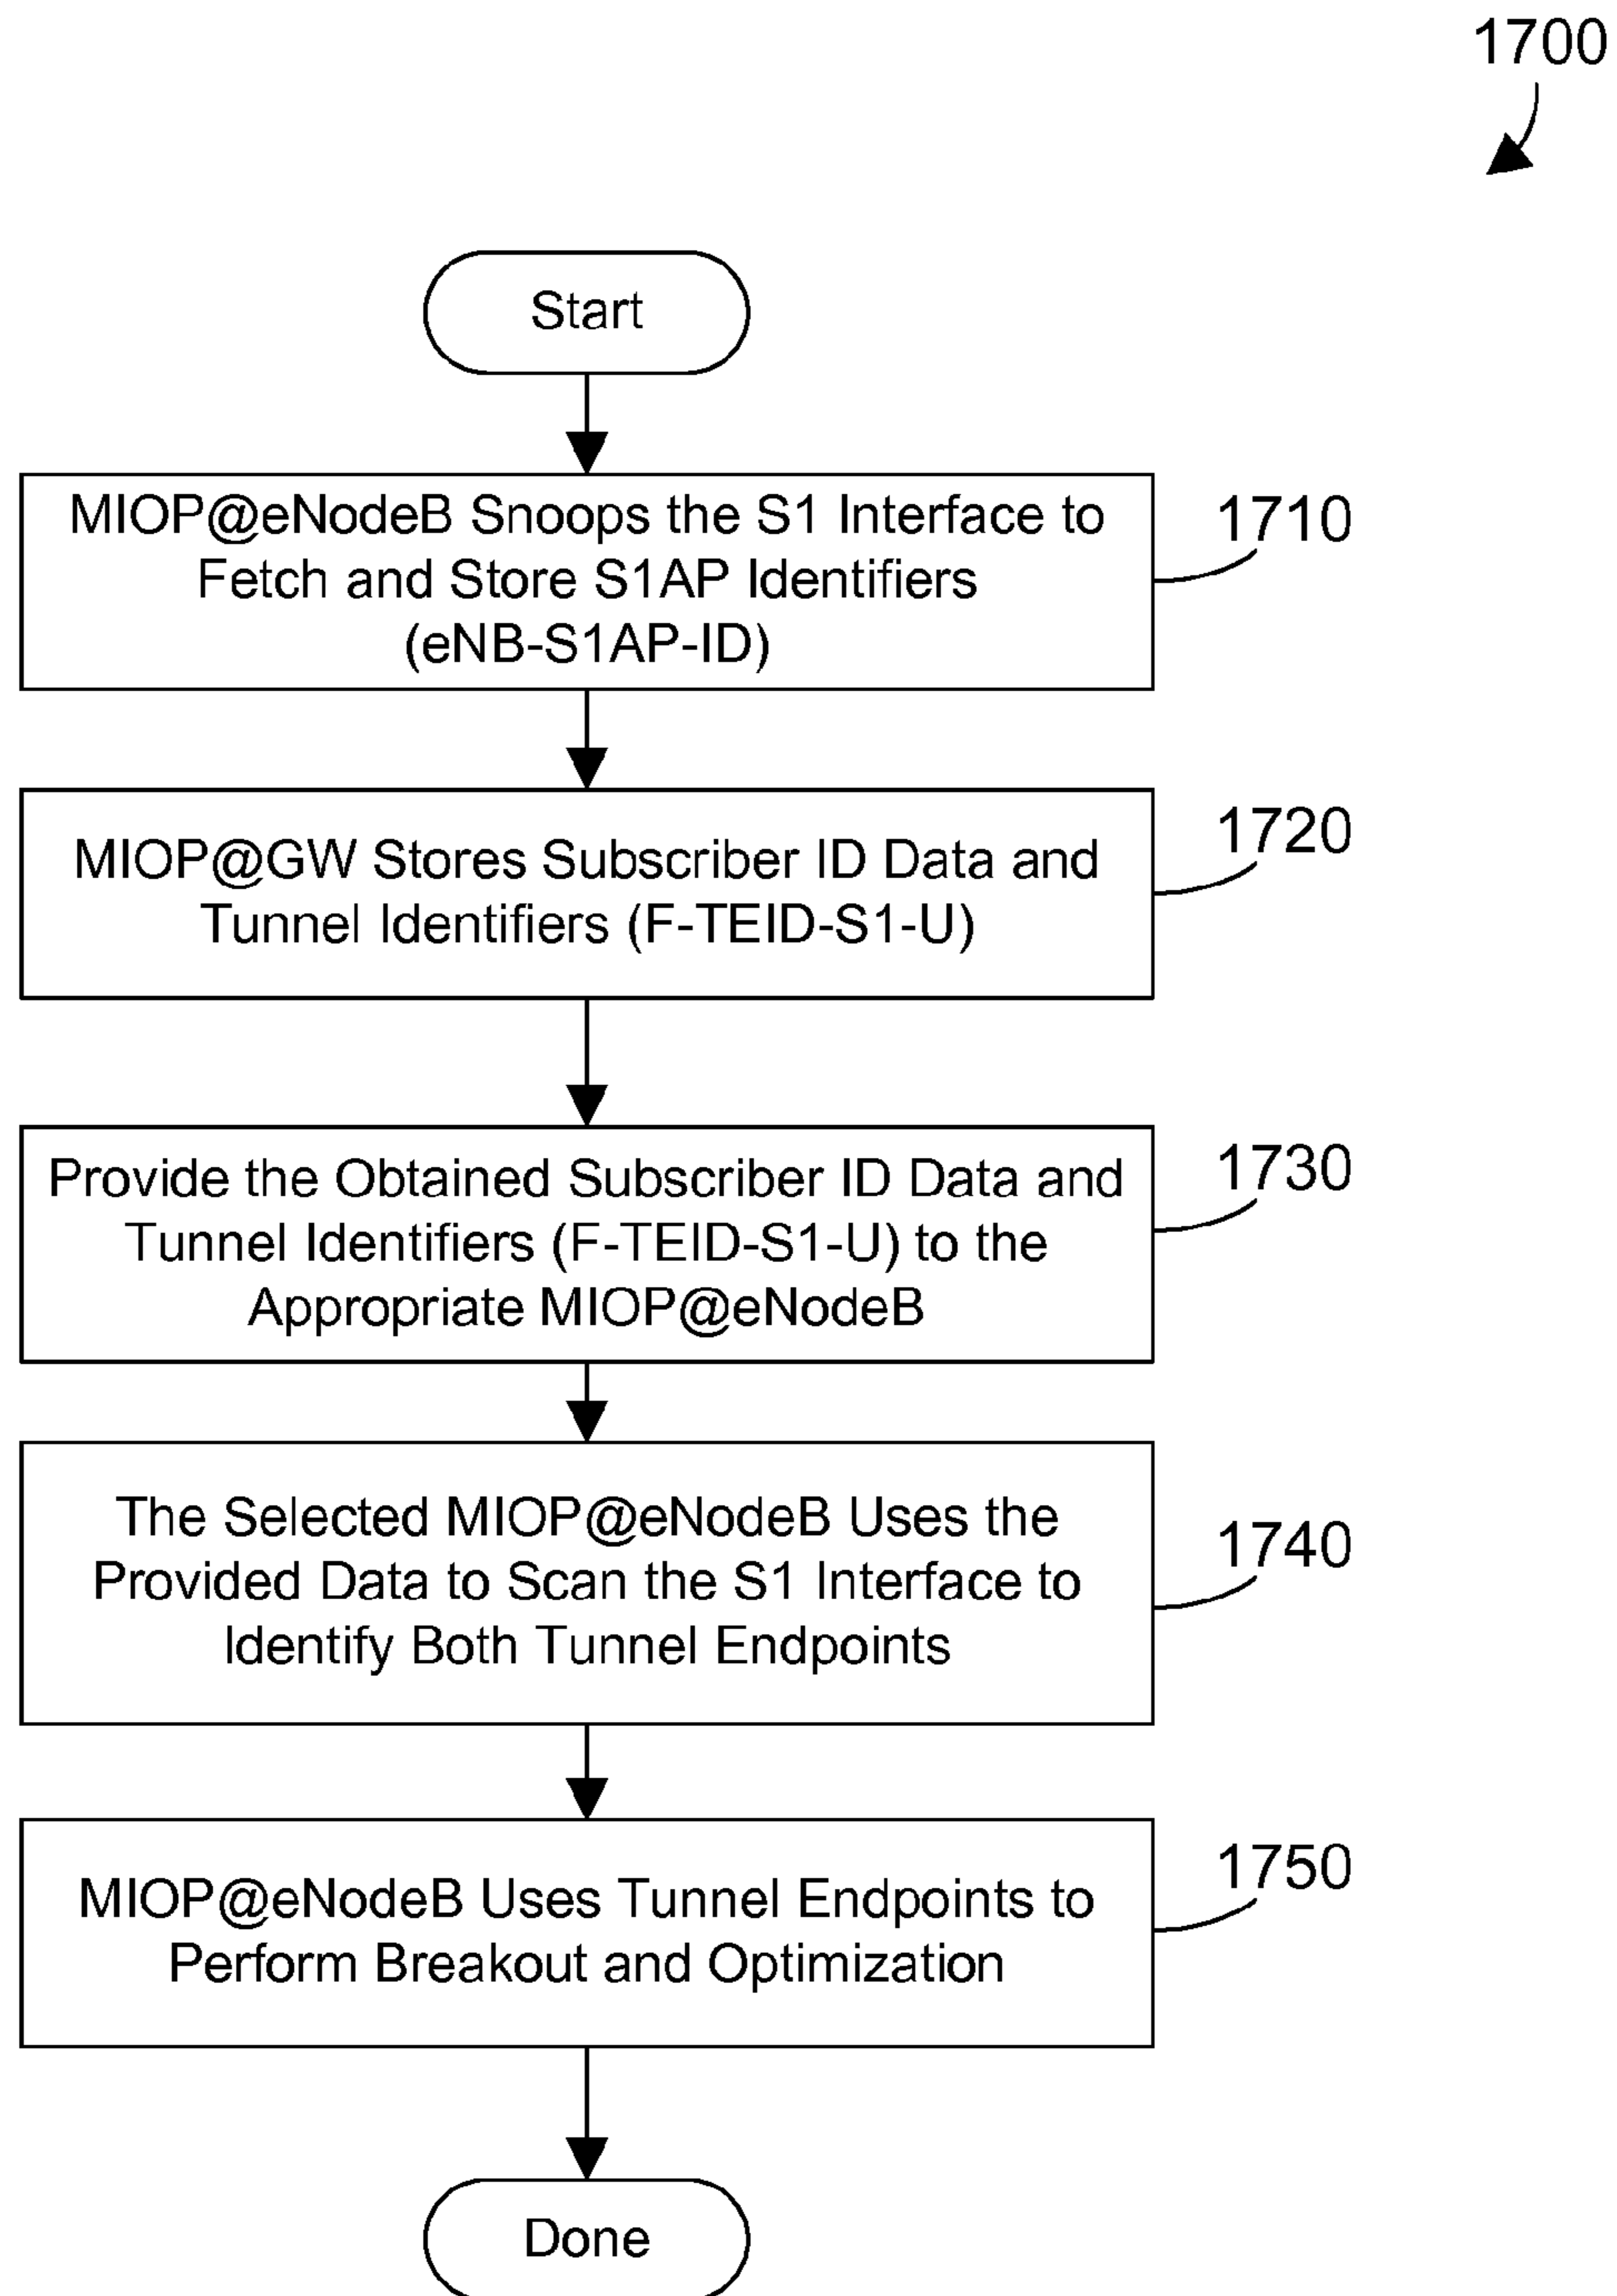 1700
Start
MIOP@eNodeB Snoops the S1 Interface to
Fetch and Store S1AP Identifiers
(eNB-S1AP-ID)
1710
MIOP@GW Stores Subscriber ID Data and
Tunnel Identifiers (F-TEID-S1-U)
1720
Provide the Obtained Subscriber ID Data and
Tunnel Identifiers (F-TEID-S1-U) to the
Appropriate MIOP@eNodeB
1730
The Selected MIOP@eNodeB Uses the
Provided Data to Scan the S1 Interface to
Identify Both Tunnel Endpoints
1740
MIOP@eNodeB Uses Tunnel Endpoints to
Perform Breakout and Optimization
1750
Done